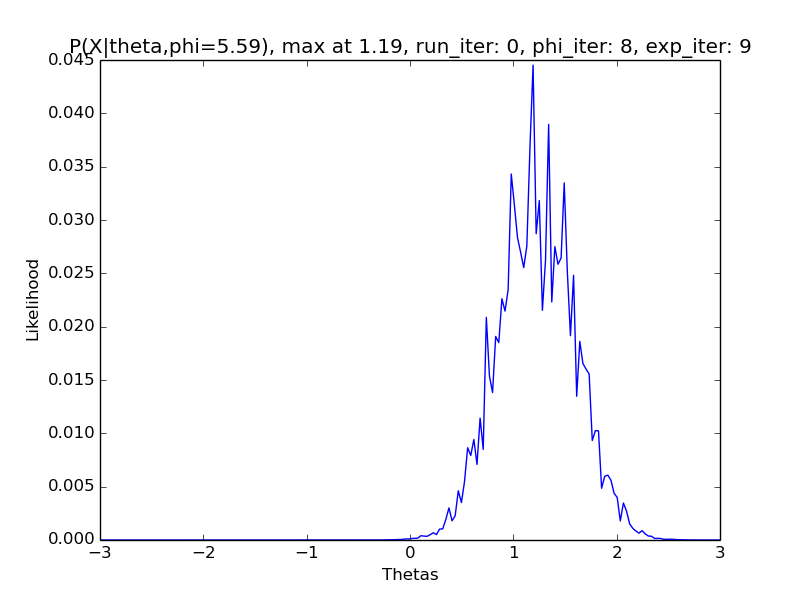 P(X|theta,phi=5.59), max at 1.19, run_iter: 0, phi_iter: 8, exp_iter: 9
0.045
0.040
0.035
0.030
0.025
0.020
0.015
0.010
0.005
0.000
Likelihood
−3 −2 −1 0 1 2 3
Thetas